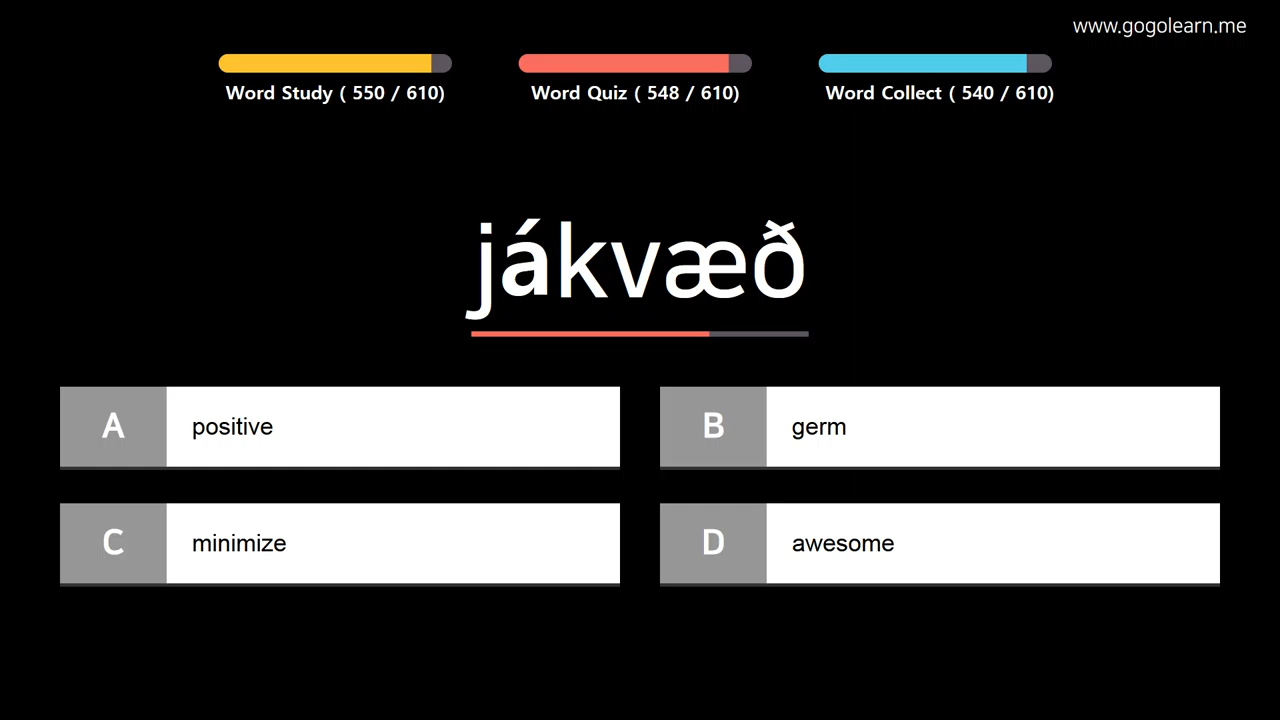 www.gogolearn.me
Word Study ( 550 / 610)
Word Quiz ( 548 / 610)
Word Collect ( 540 / 610)
jákvæð
A positive
B germ
C minimize
D awesome